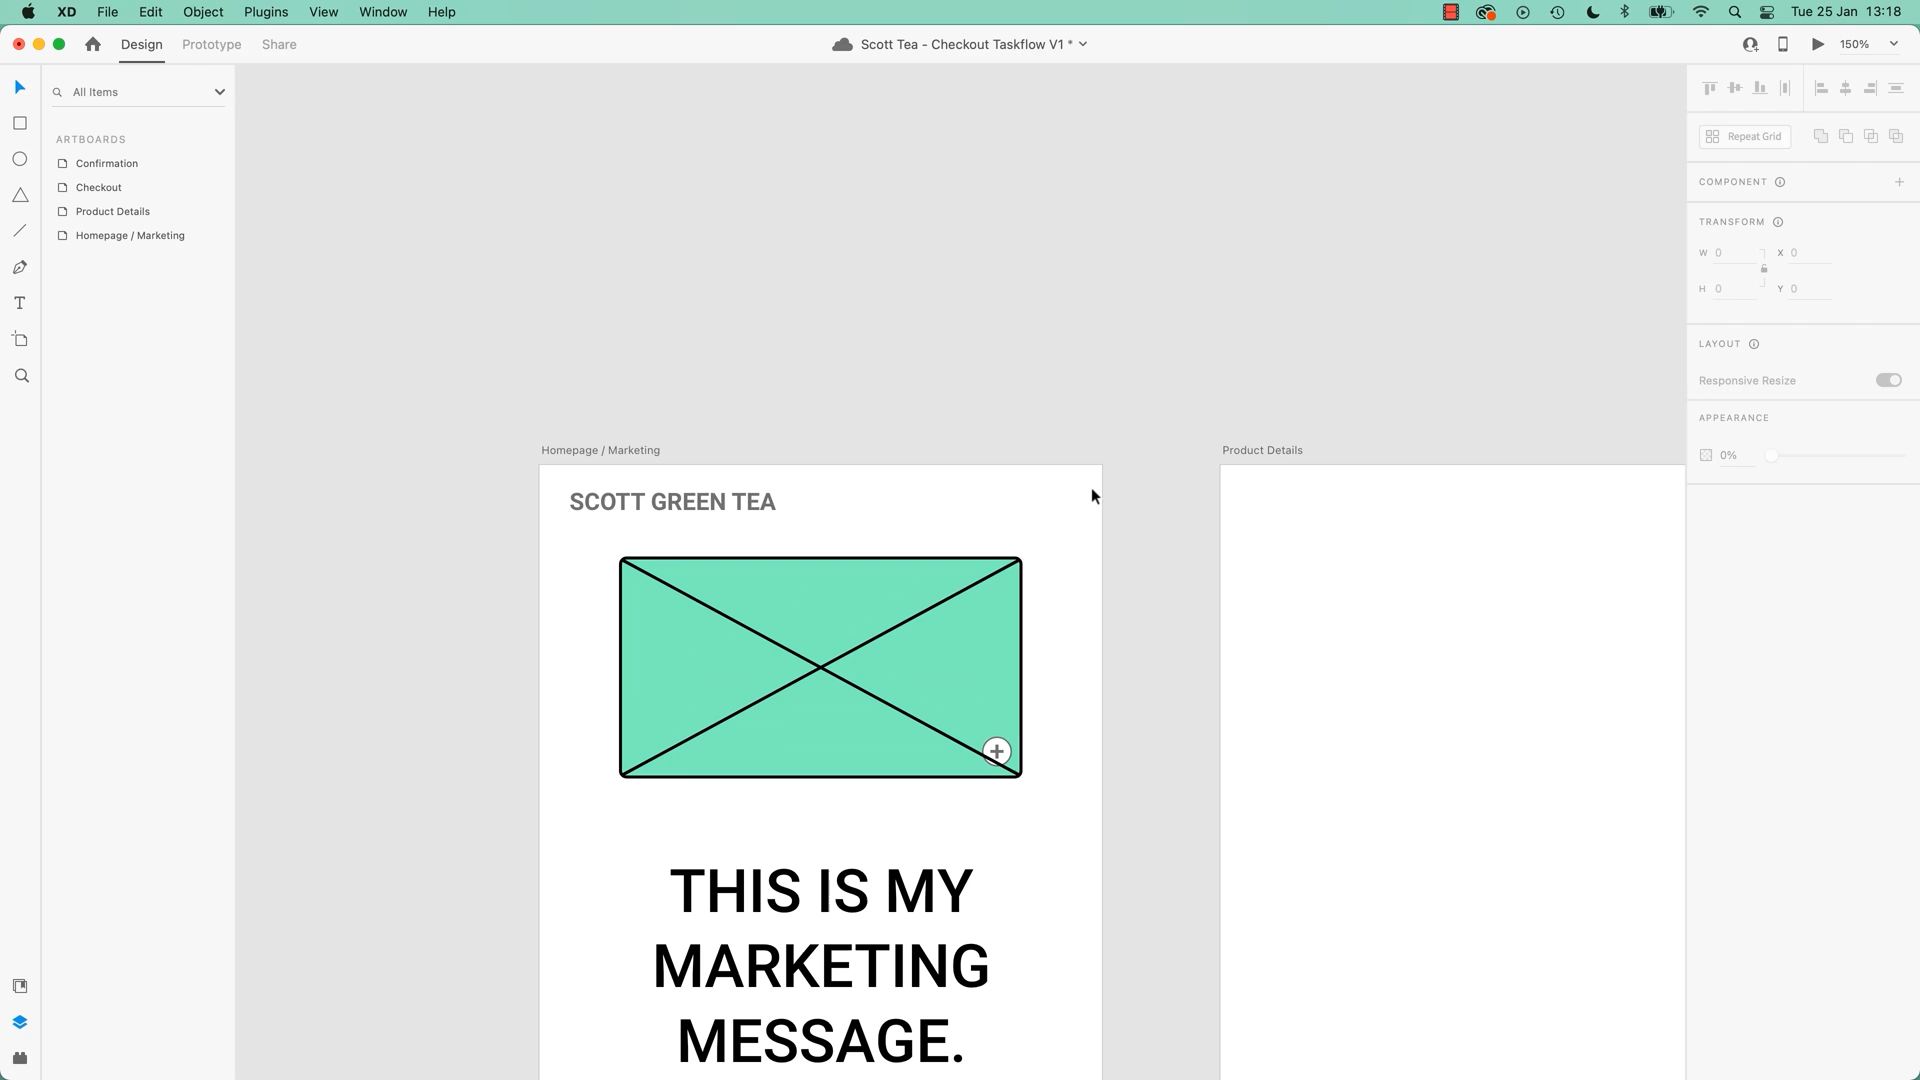 XD File Edit Object Plugins View Window Help Tue 25 Jan 13:18
Design Prototype Share Scott Tea - Checkout Taskflow V1 * 150%
All Items
ARTBOARDS
Confirmation
Checkout
Product Details
Homepage / Marketing
Homepage / Marketing
SCOTT GREEN TEA
THIS IS MY
MARKETING
MESSAGE.
Product Details
Repeat Grid
COMPONENT
TRANSFORM
W 0 X 0
H 0 Y 0
LAYOUT
Responsive Resize
APPEARANCE
0%